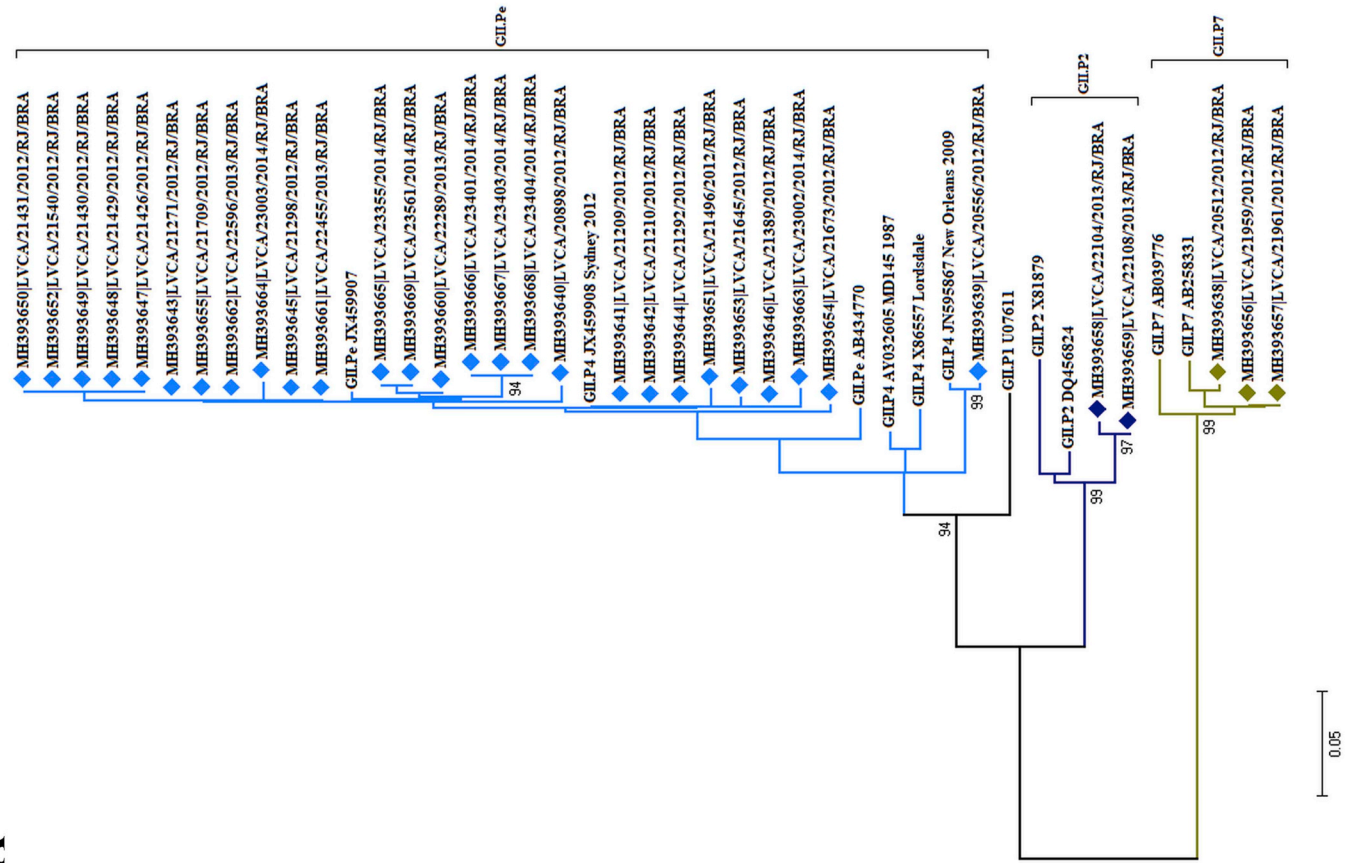 MH393650|LVCA/21431/2012/RJ/BRA
MH393652|LVCA/21540/2012/RJ/BRA
MH393649|LVCA/21430/2012/RJ/BRA
MH393648|LVCA/21429/2012/RJ/BRA
MH393647|LVCA/21426/2012/RJ/BRA
MH393643|LVCA/21271/2012/RJ/BRA
MH393655|LVCA/21709/2012/RJ/BRA
MH393662|LVCA/22596/2013/RJ/BRA
MH393664|LVCA/23003/2014/RJ/BRA
MH393645|LVCA/21298/2012/RJ/BRA
MH393661|LVCA/22455/2013/RJ/BRA
GII.Pe JX459907
MH393665|LVCA/23355/2014/RJ/BRA
MH393669|LVCA/23561/2014/RJ/BRA
MH393660|LVCA/22289/2013/RJ/BRA
MH393666|LVCA/23401/2014/RJ/BRA
MH393667|LVCA/23403/2014/RJ/BRA
MH393668|LVCA/23404/2014/RJ/BRA
94
MH393640|LVCA/20898/2012/RJ/BRA
GII.P4 JX459908 Sydney 2012
MH393641|LVCA/21209/2012/RJ/BRA
MH393642|LVCA/21210/2012/RJ/BRA
MH393644|LVCA/21292/2012/RJ/BRA
MH393651|LVCA/21496/2012/RJ/BRA
MH393653|LVCA/21645/2012/RJ/BRA
MH393646|LVCA/21389/2012/RJ/BRA
MH393663|LVCA/23002/2014/RJ/BRA
MH393654|LVCA/21673/2012/RJ/BRA
GII.Pe AB434770
GII.P4 AY032605 MD145 1987
GII.P4 X86557 Lordsdale
GII.P4 JN595867 New Orleans 2009
MH393639|LVCA/20556/2012/RJ/BRA
99
GII.P1 U07611
94
GII.Pe
GII.P2 X81879
GII.P2 DQ456824
MH393658|LVCA/22104/2013/RJ/BRA
MH393659|LVCA/22108/2013/RJ/BRA
97
99
GII.P2
GII.P7 AB039776
GII.P7 AB258331
MH393638|LVCA/20512/2012/RJ/BRA
MH393656|LVCA/21959/2012/RJ/BRA
MH393657|LVCA/21961/2012/RJ/BRA
99
GII.P7
0.05